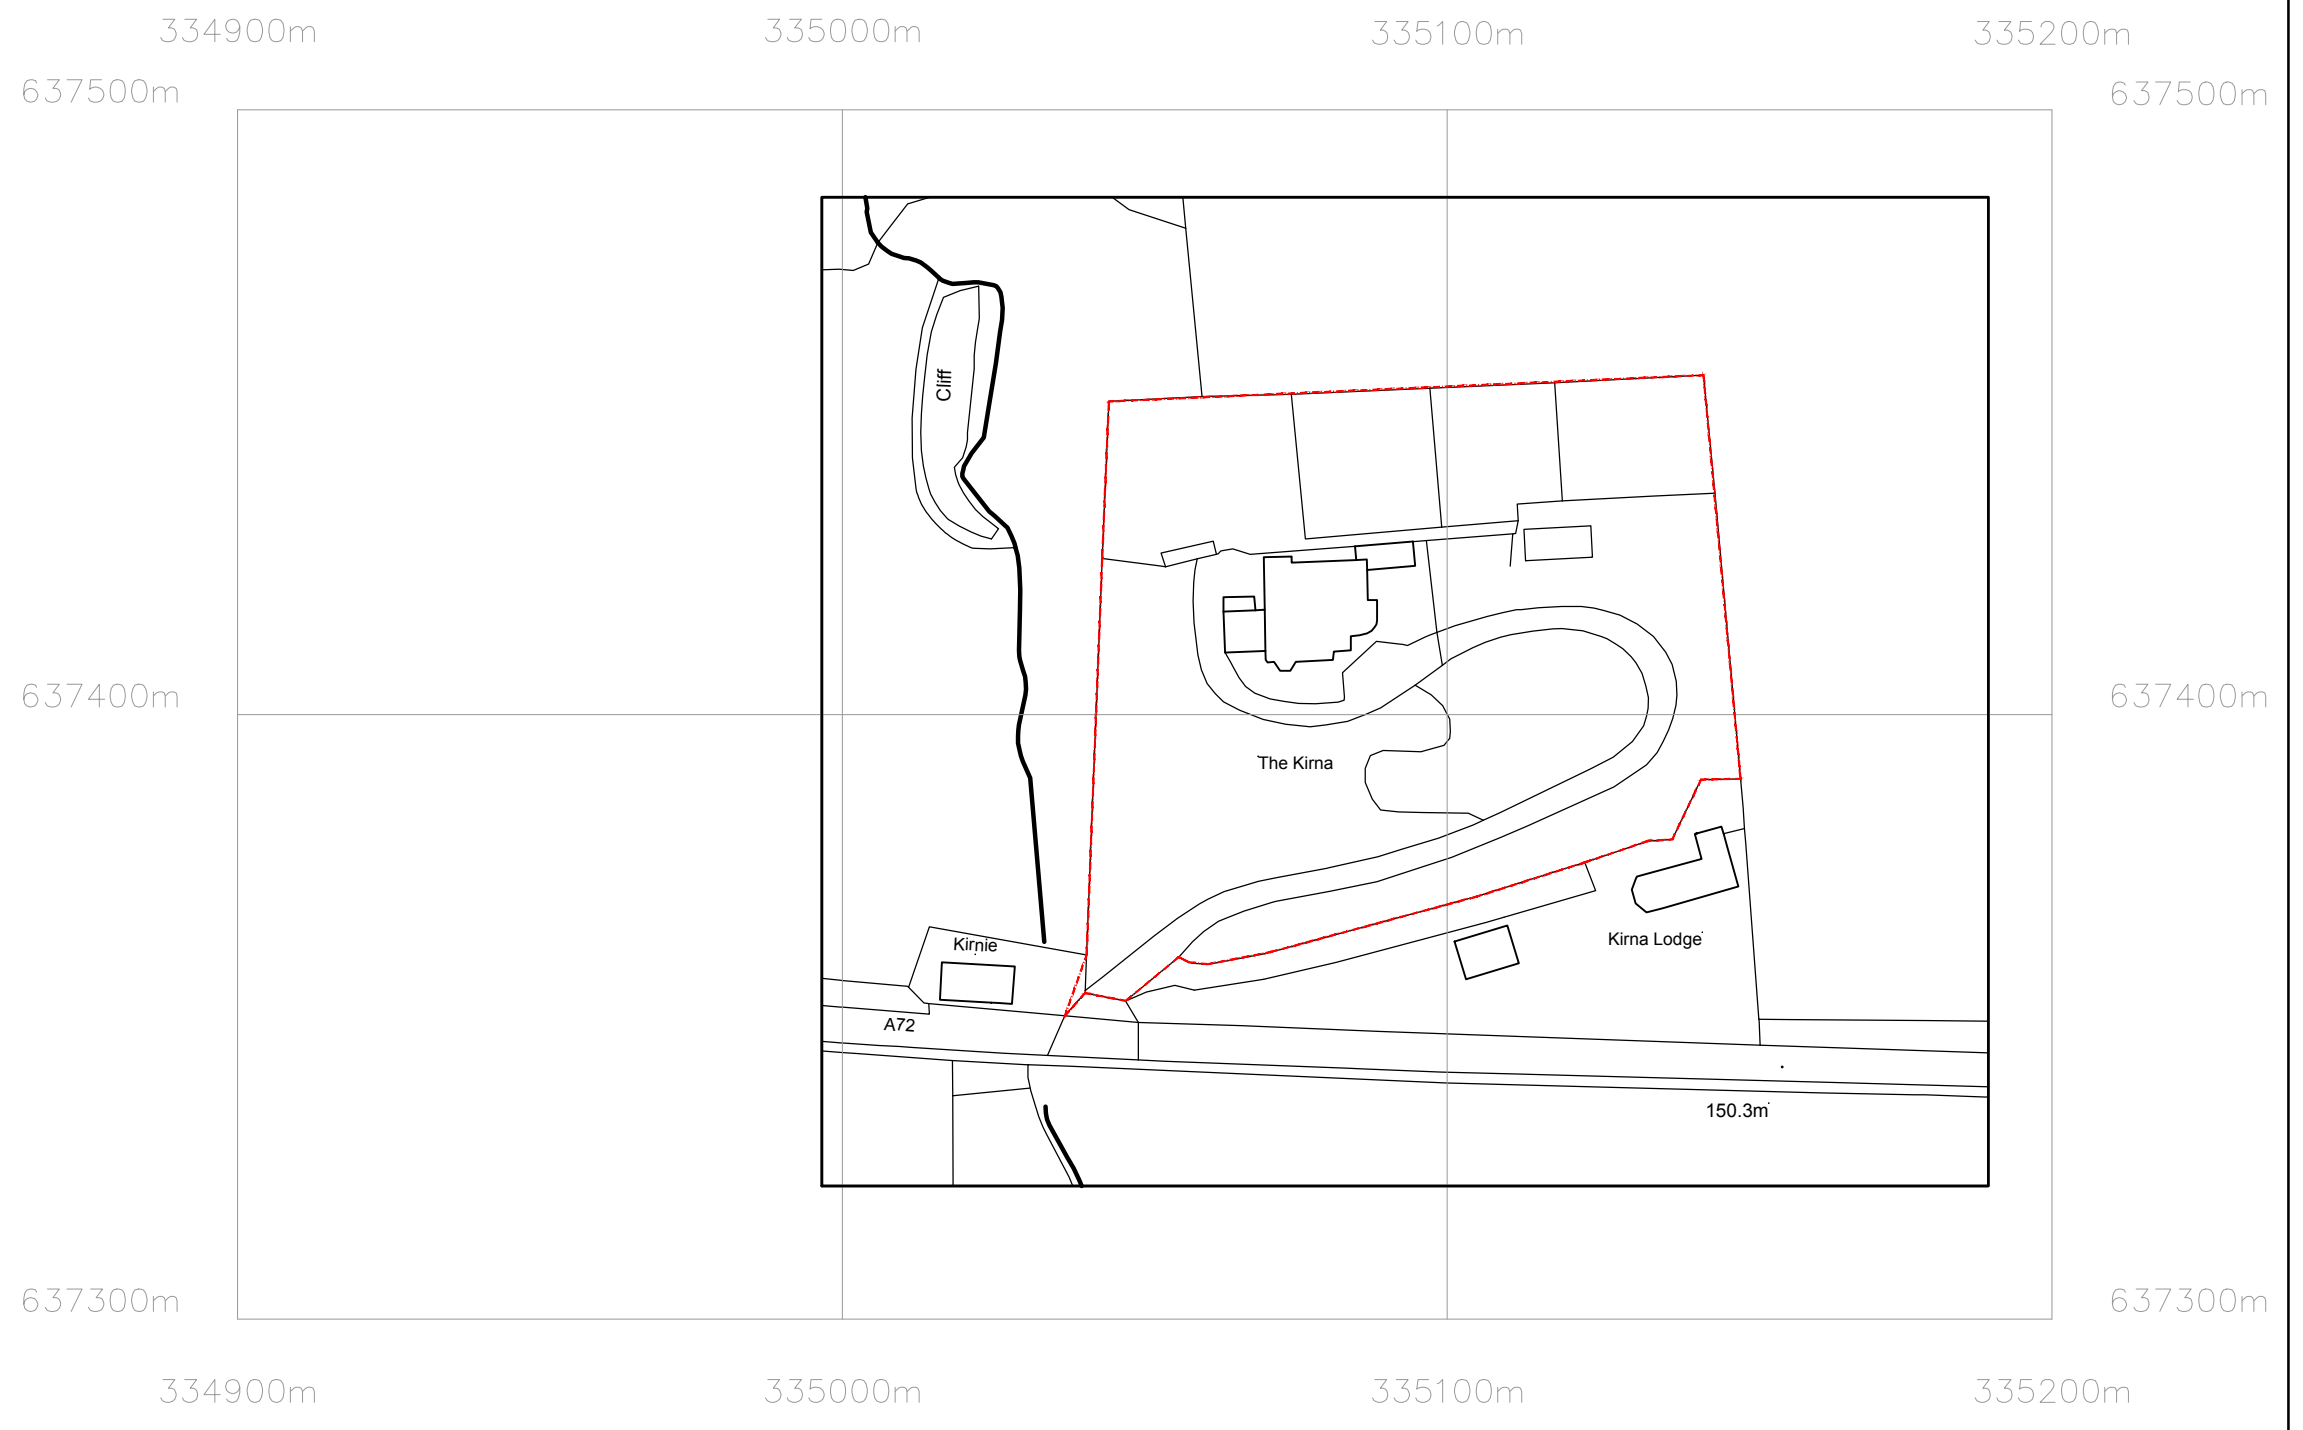 334900m 335000m 335100m 335200m
637500m 637500m
Cliff
637400m 637400m
The Kirna
Kirnie
Kirna Lodge
A72
150.3m
637300m 637300m
334900m 335000m 335100m 335200m